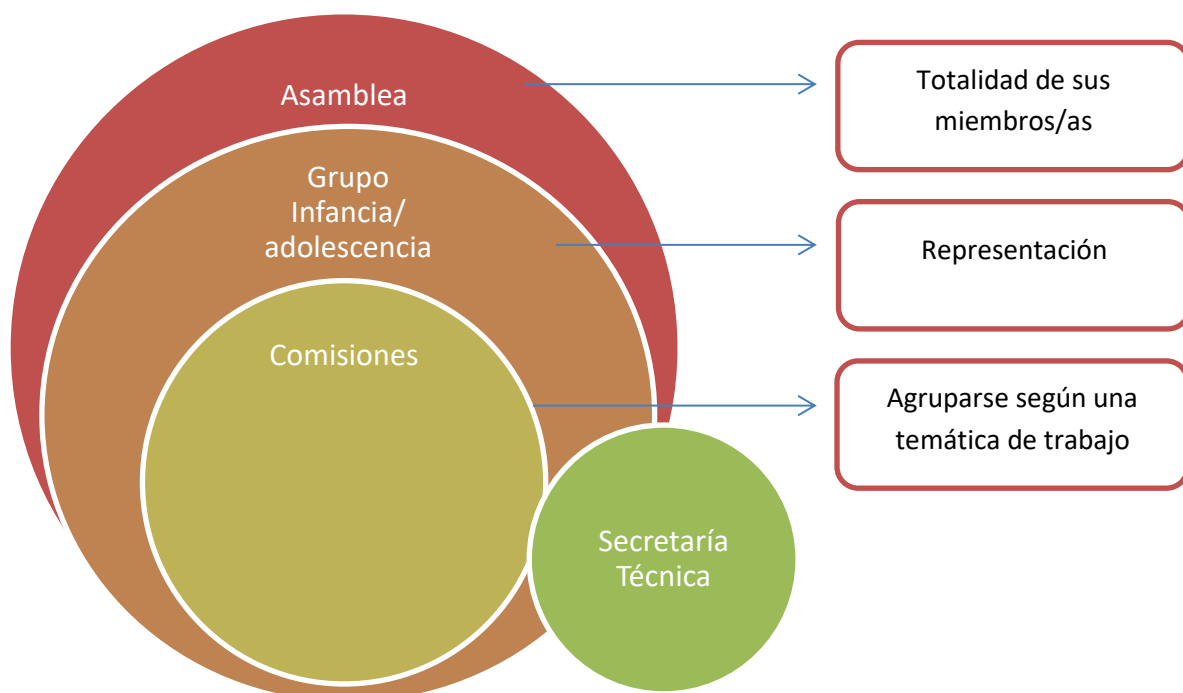 Asamblea
Totalidad de sus
miembros/as
Grupo
Infancia/
adolescencia
Representación
Comisiones
Agruparse según una
temática de trabajo
Secretaría
Técnica